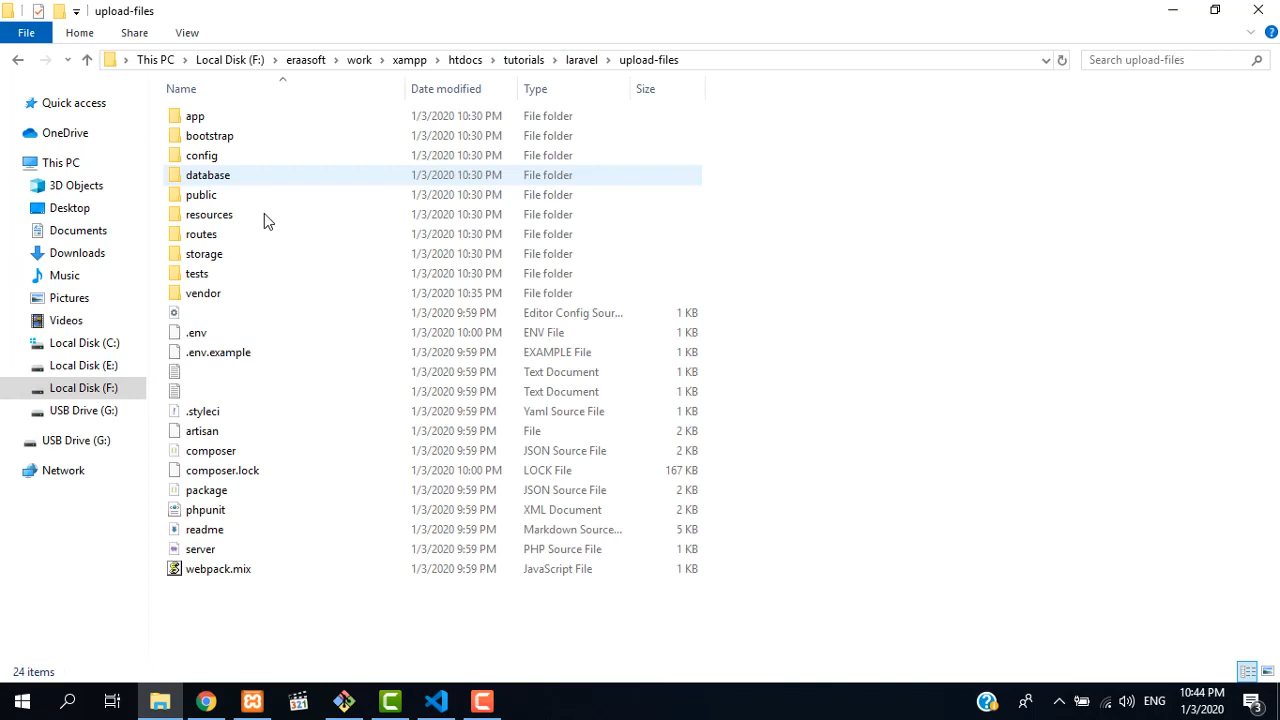 upload-files
File Home Share View
This PC Local Disk (F:) eraasoft work xampp htdocs tutorials laravel upload-files
Search upload-files
Name Date modified Type Size
Quick access
OneDrive
This PC
3D Objects
Desktop
Documents
Downloads
Music
Pictures
Videos
Local Disk (C:)
Local Disk (E:)
Local Disk (F:)
USB Drive (G:)
USB Drive (G:)
Network
app 1/3/2020 10:30 PM File folder
bootstrap 1/3/2020 10:30 PM File folder
config 1/3/2020 10:30 PM File folder
database 1/3/2020 10:30 PM File folder
public 1/3/2020 10:30 PM File folder
resources 1/3/2020 10:30 PM File folder
routes 1/3/2020 10:30 PM File folder
storage 1/3/2020 10:30 PM File folder
tests 1/3/2020 10:30 PM File folder
vendor 1/3/2020 10:35 PM File folder
1/3/2020 9:59 PM Editor Config Sour... 1 KB
.env 1/3/2020 10:00 PM ENV File 1 KB
.env.example 1/3/2020 9:59 PM EXAMPLE File 1 KB
1/3/2020 9:59 PM Text Document 1 KB
1/3/2020 9:59 PM Text Document 1 KB
.styleci 1/3/2020 9:59 PM Yaml Source File 1 KB
artisan 1/3/2020 9:59 PM File 2 KB
composer 1/3/2020 9:59 PM JSON Source File 2 KB
composer.lock 1/3/2020 10:00 PM LOCK File 167 KB
package 1/3/2020 9:59 PM JSON Source File 2 KB
phpunit 1/3/2020 9:59 PM XML Document 2 KB
readme 1/3/2020 9:59 PM Markdown Source... 5 KB
server 1/3/2020 9:59 PM PHP Source File 1 KB
webpack.mix 1/3/2020 9:59 PM JavaScript File 1 KB
24 items
321
ENG
10:44 PM
1/3/2020
3